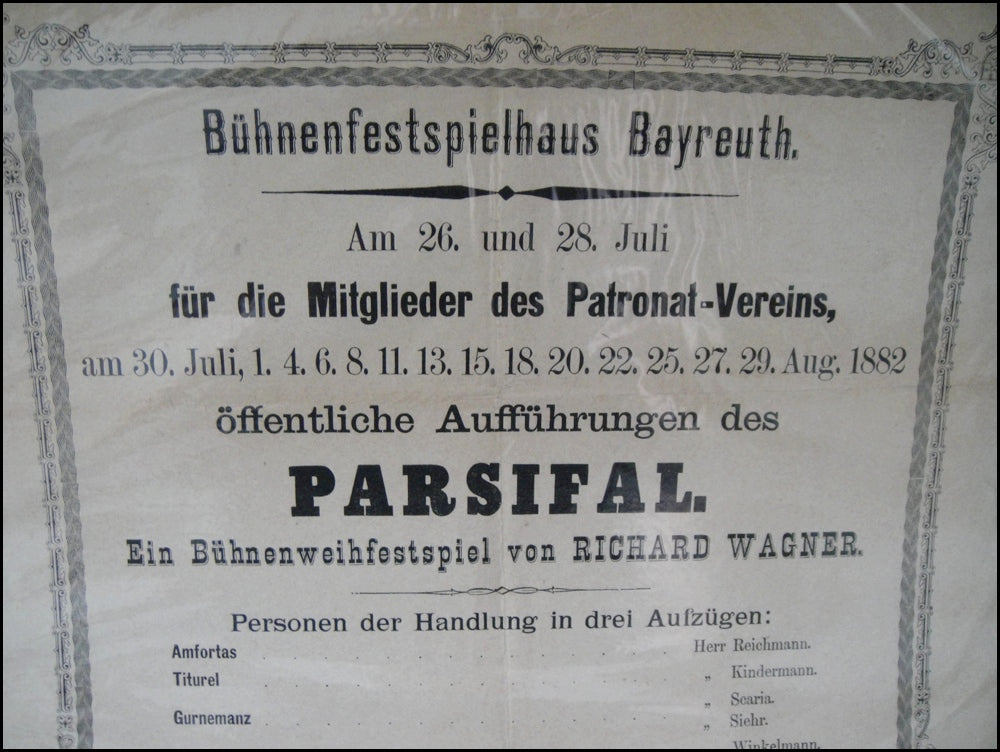 Bühnenfestspielhaus Bayreuth.
Am 26. und 28. Juli
für die Mitglieder des Patronat-Vereins,
am 30. Juli, 1. 4. 6. 8. 11. 13. 15. 18. 20. 22. 25. 27. 29. Aug. 1882
öffentliche Aufführungen des
PARSIFAL.
Ein Bühnenweihfestspiel von RICHARD WAGNER.
Personen der Handlung in drei Aufzügen:
Amfortas . . . . . . . . . . . . . . Herr Reichmann.
Titurel . . . . . . . . . . . . . . „ Kindermann.
„ Scaria.
Gurnemanz . . . . . . . . . . . . . . „ Siehr.
Winkelmann.